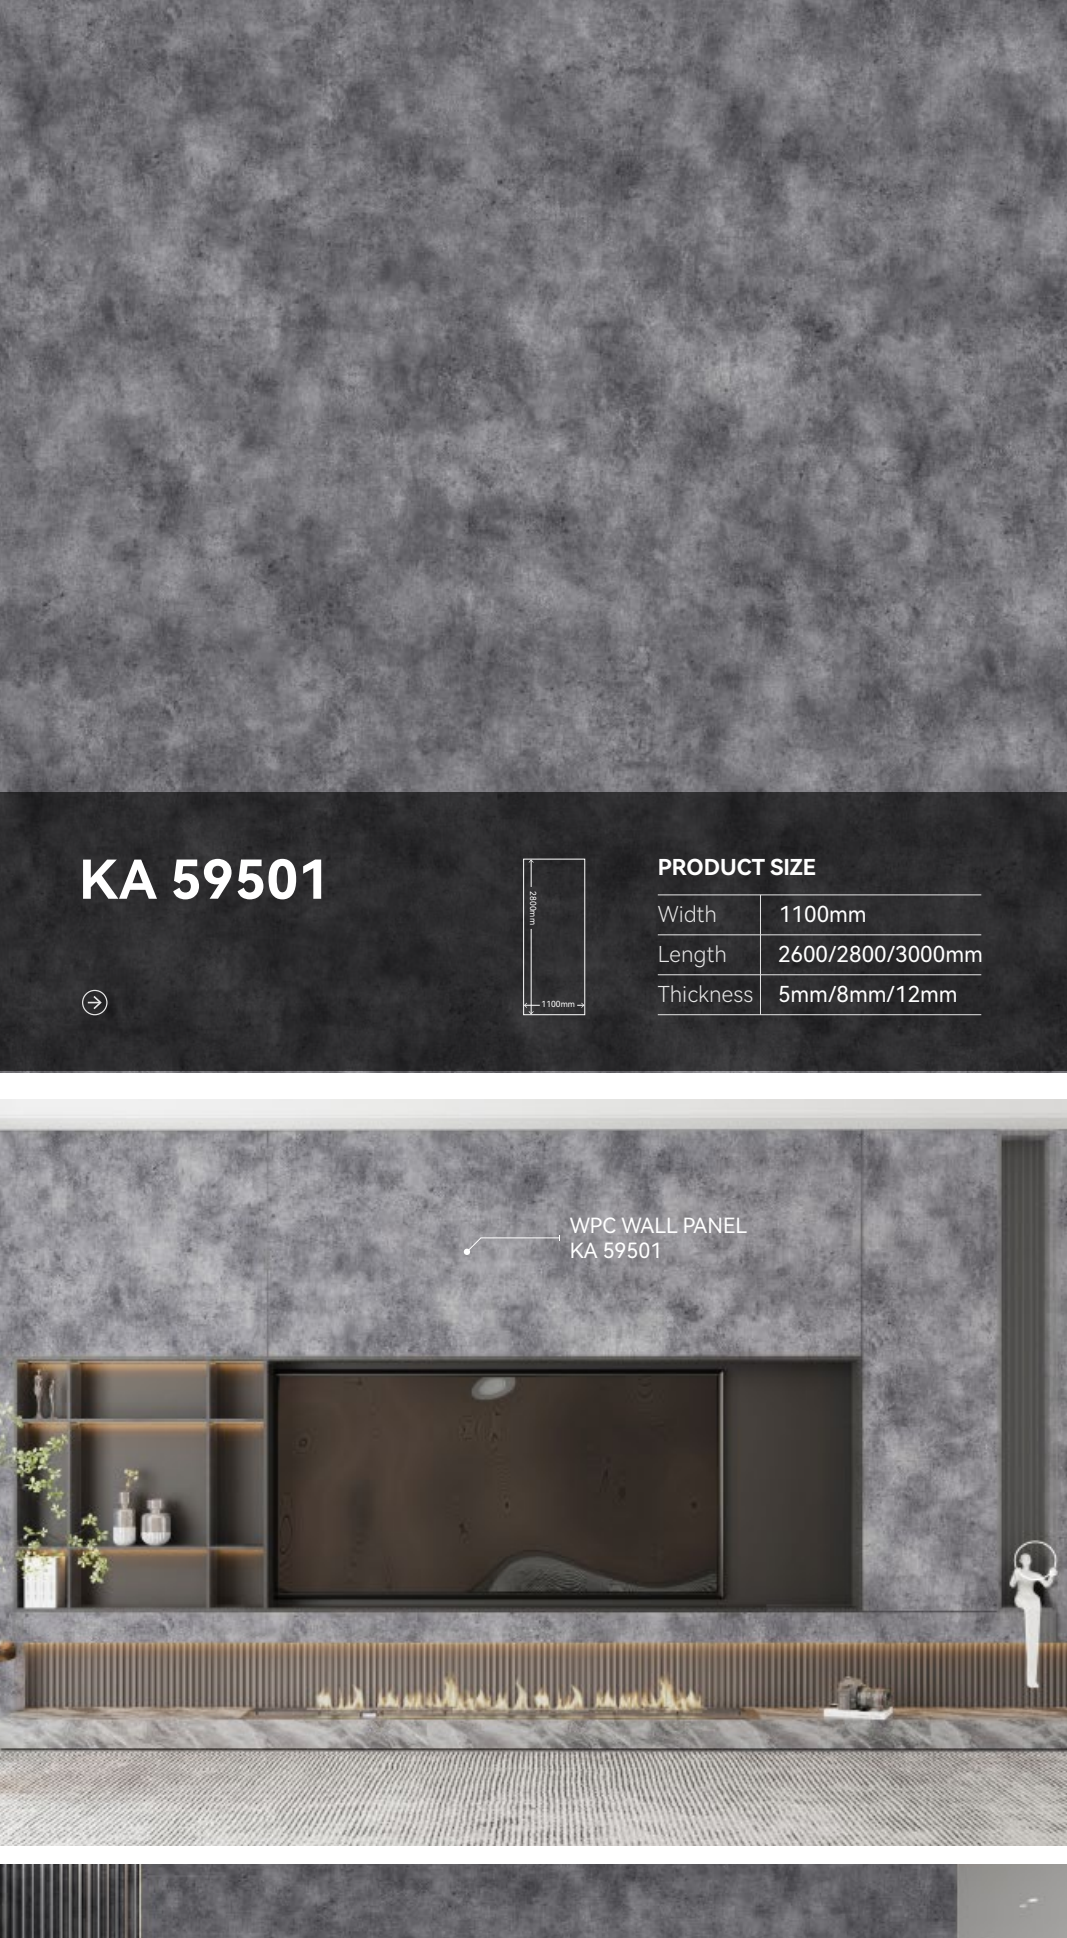 KA 59501
2800mm
1100mm
PRODUCT SIZE
Width 1100mm
Length 2600/2800/3000mm
Thickness 5mm/8mm/12mm
WPC WALL PANEL
KA 59501